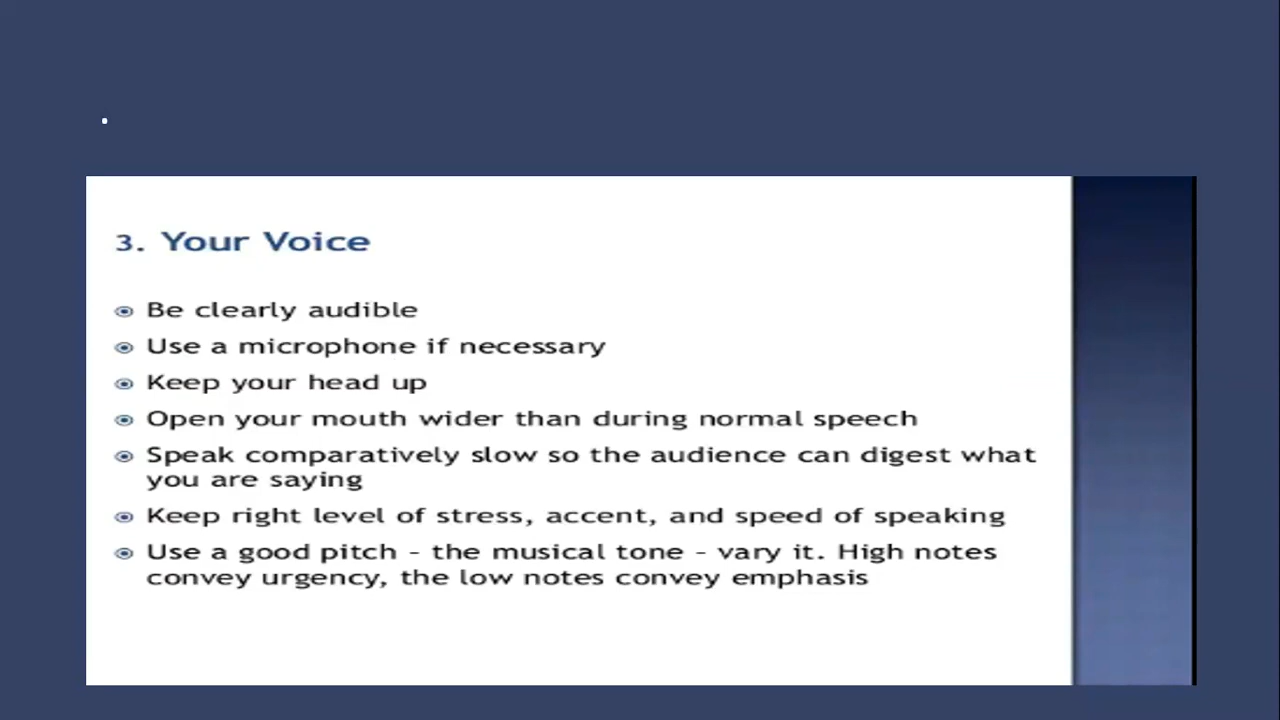 .
3. Your Voice
Be clearly audible
Use a microphone if necessary
Keep your head up
Open your mouth wider than during normal speech
Speak comparatively slow so the audience can digest what
you are saying
Keep right level of stress, accent, and speed of speaking
Use a good pitch - the musical tone - vary it. High notes
convey urgency, the low notes convey emphasis